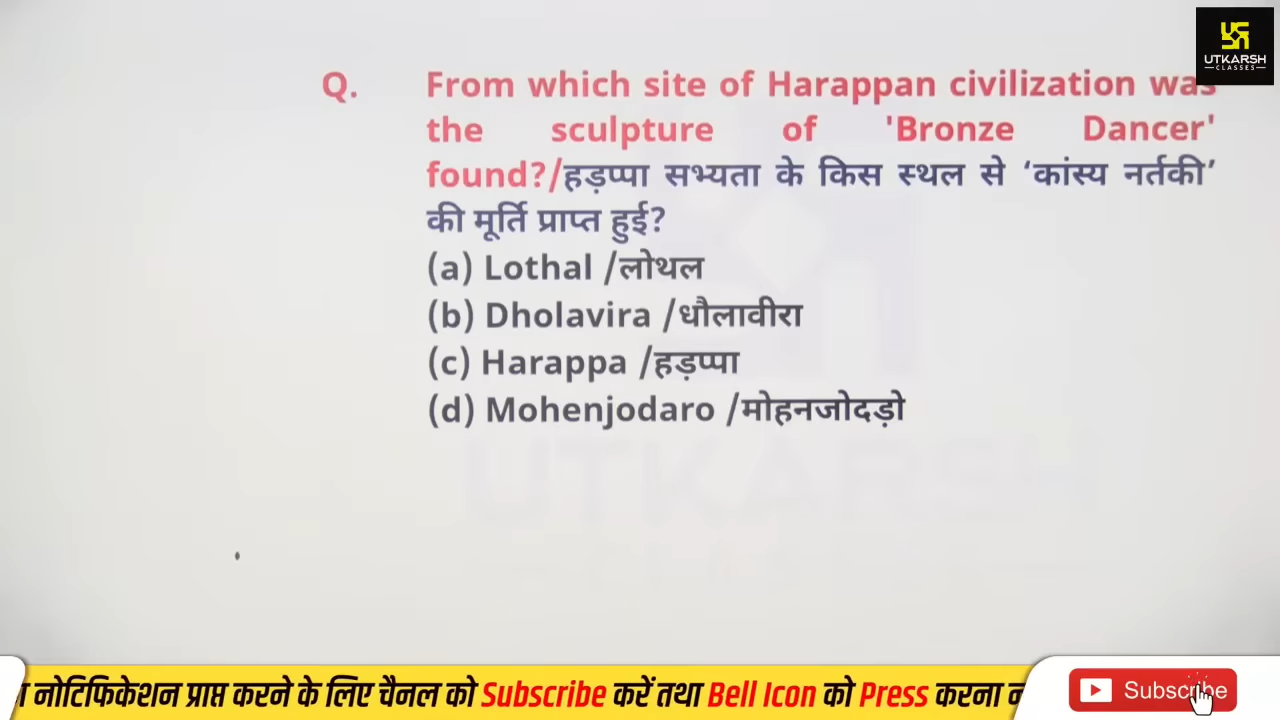 UTKARSH
CLASSES
Q. From which site of Harappan civilization was
the sculpture of 'Bronze Dancer'
found?/हड़प्पा सभ्यता के किस स्थल से ‘कांस्य नर्तकी’
की मूर्ति प्राप्त हुई?
(a) Lothal /लोथल
(b) Dholavira /धौलावीरा
(c) Harappa /हड़प्पा
(d) Mohenjodaro /मोहनजोदड़ो
UTKARSH
नोटिफिकेशन प्राप्त करने के लिए चैनल को Subscribe करें तथा Bell Icon को Press करना
Subscribe